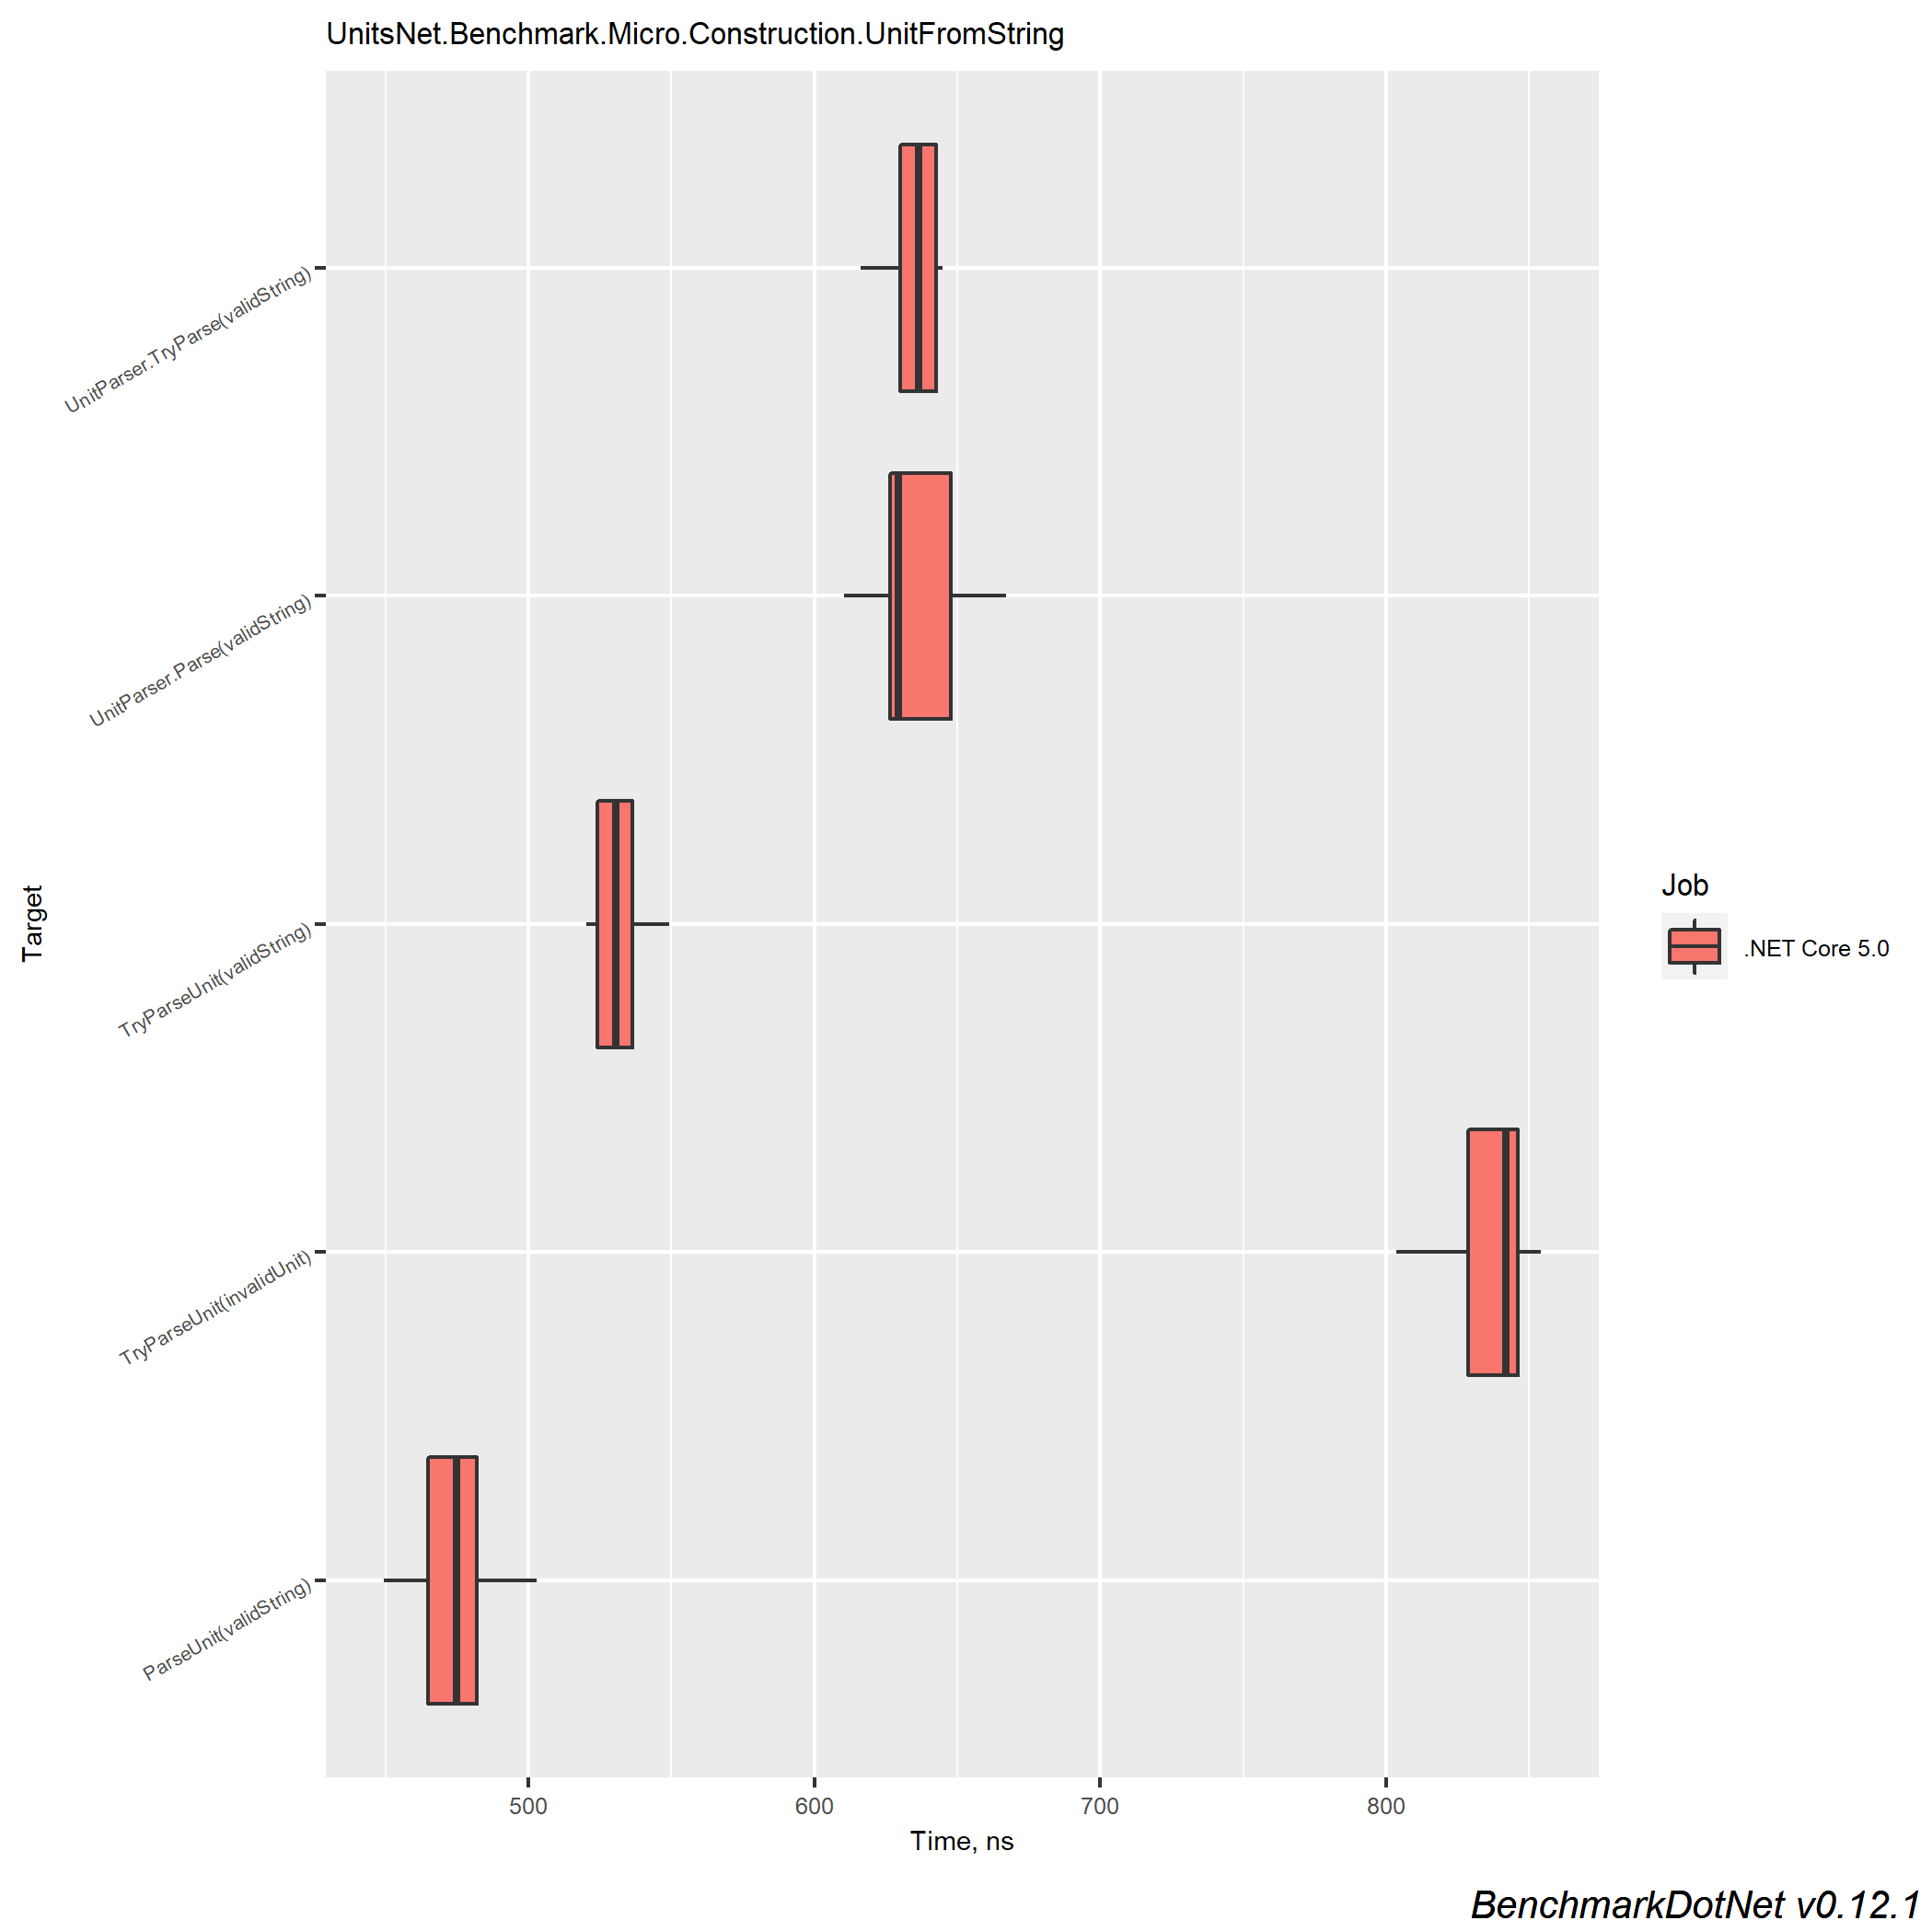 UnitsNet.Benchmark.Micro.Construction.UnitFromString
Target
UnitParser.TryParse(validString)
UnitParser.Parse(validString)
TryParseUnit(validString)
TryParseUnit(invalidUnit)
ParseUnit(validString)
500 600 700 800
Time, ns
Job
.NET Core 5.0
BenchmarkDotNet v0.12.1